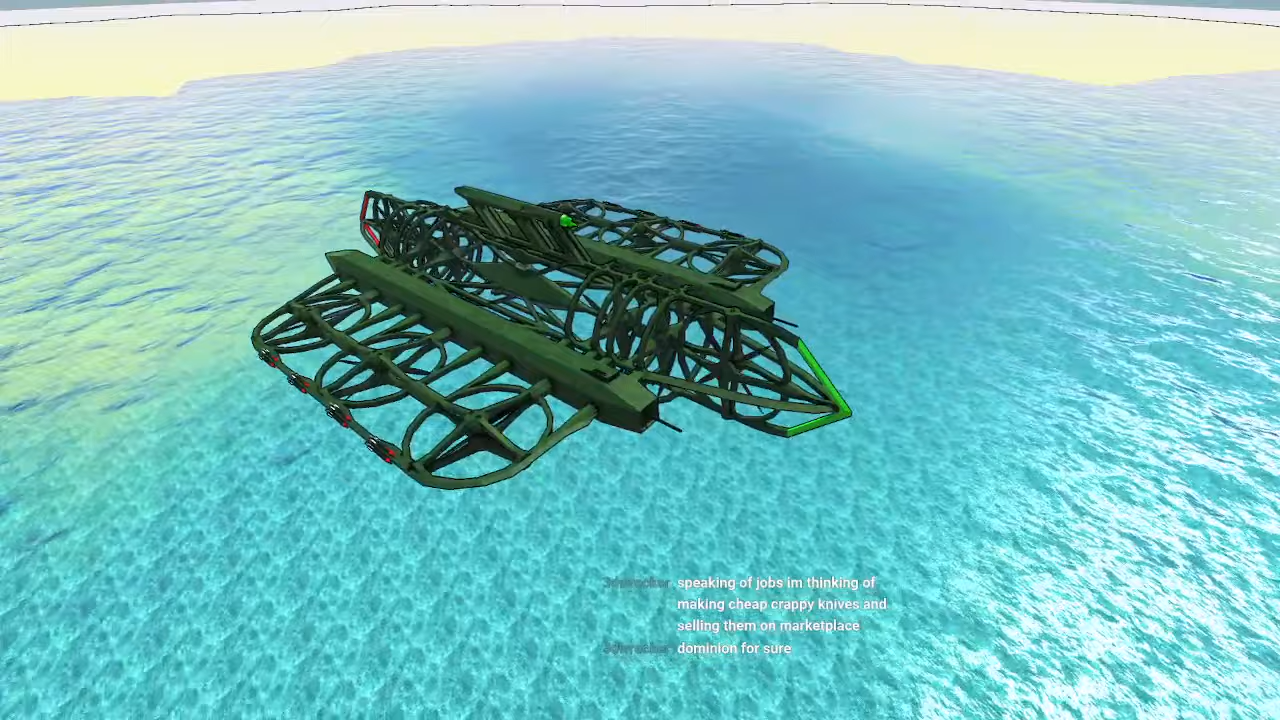 speaking of jobs im thinking of
making cheap crappy knives and
selling them on marketplace
dominion for sure